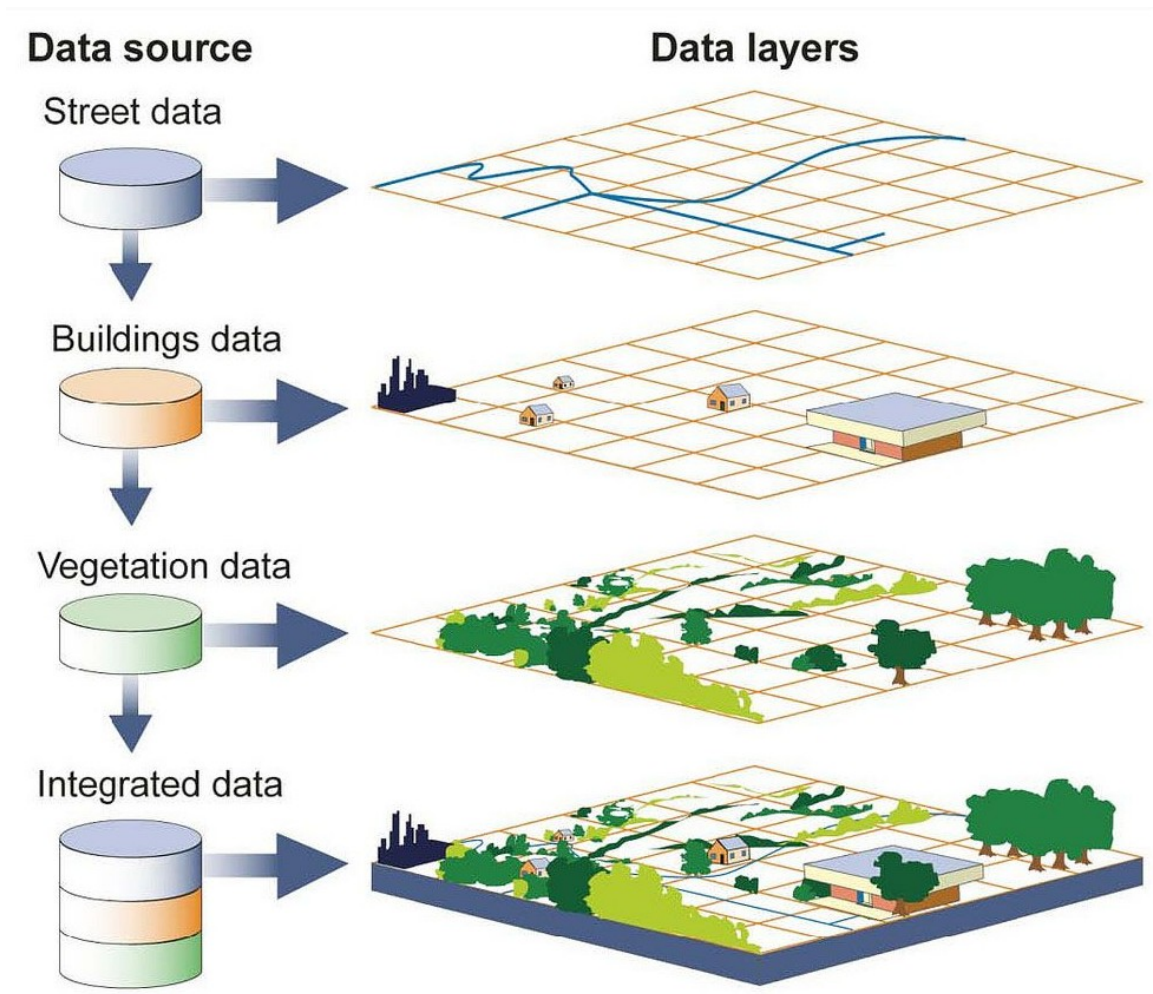 Data source
Data layers
Street data
Buildings data
Vegetation data
Integrated data